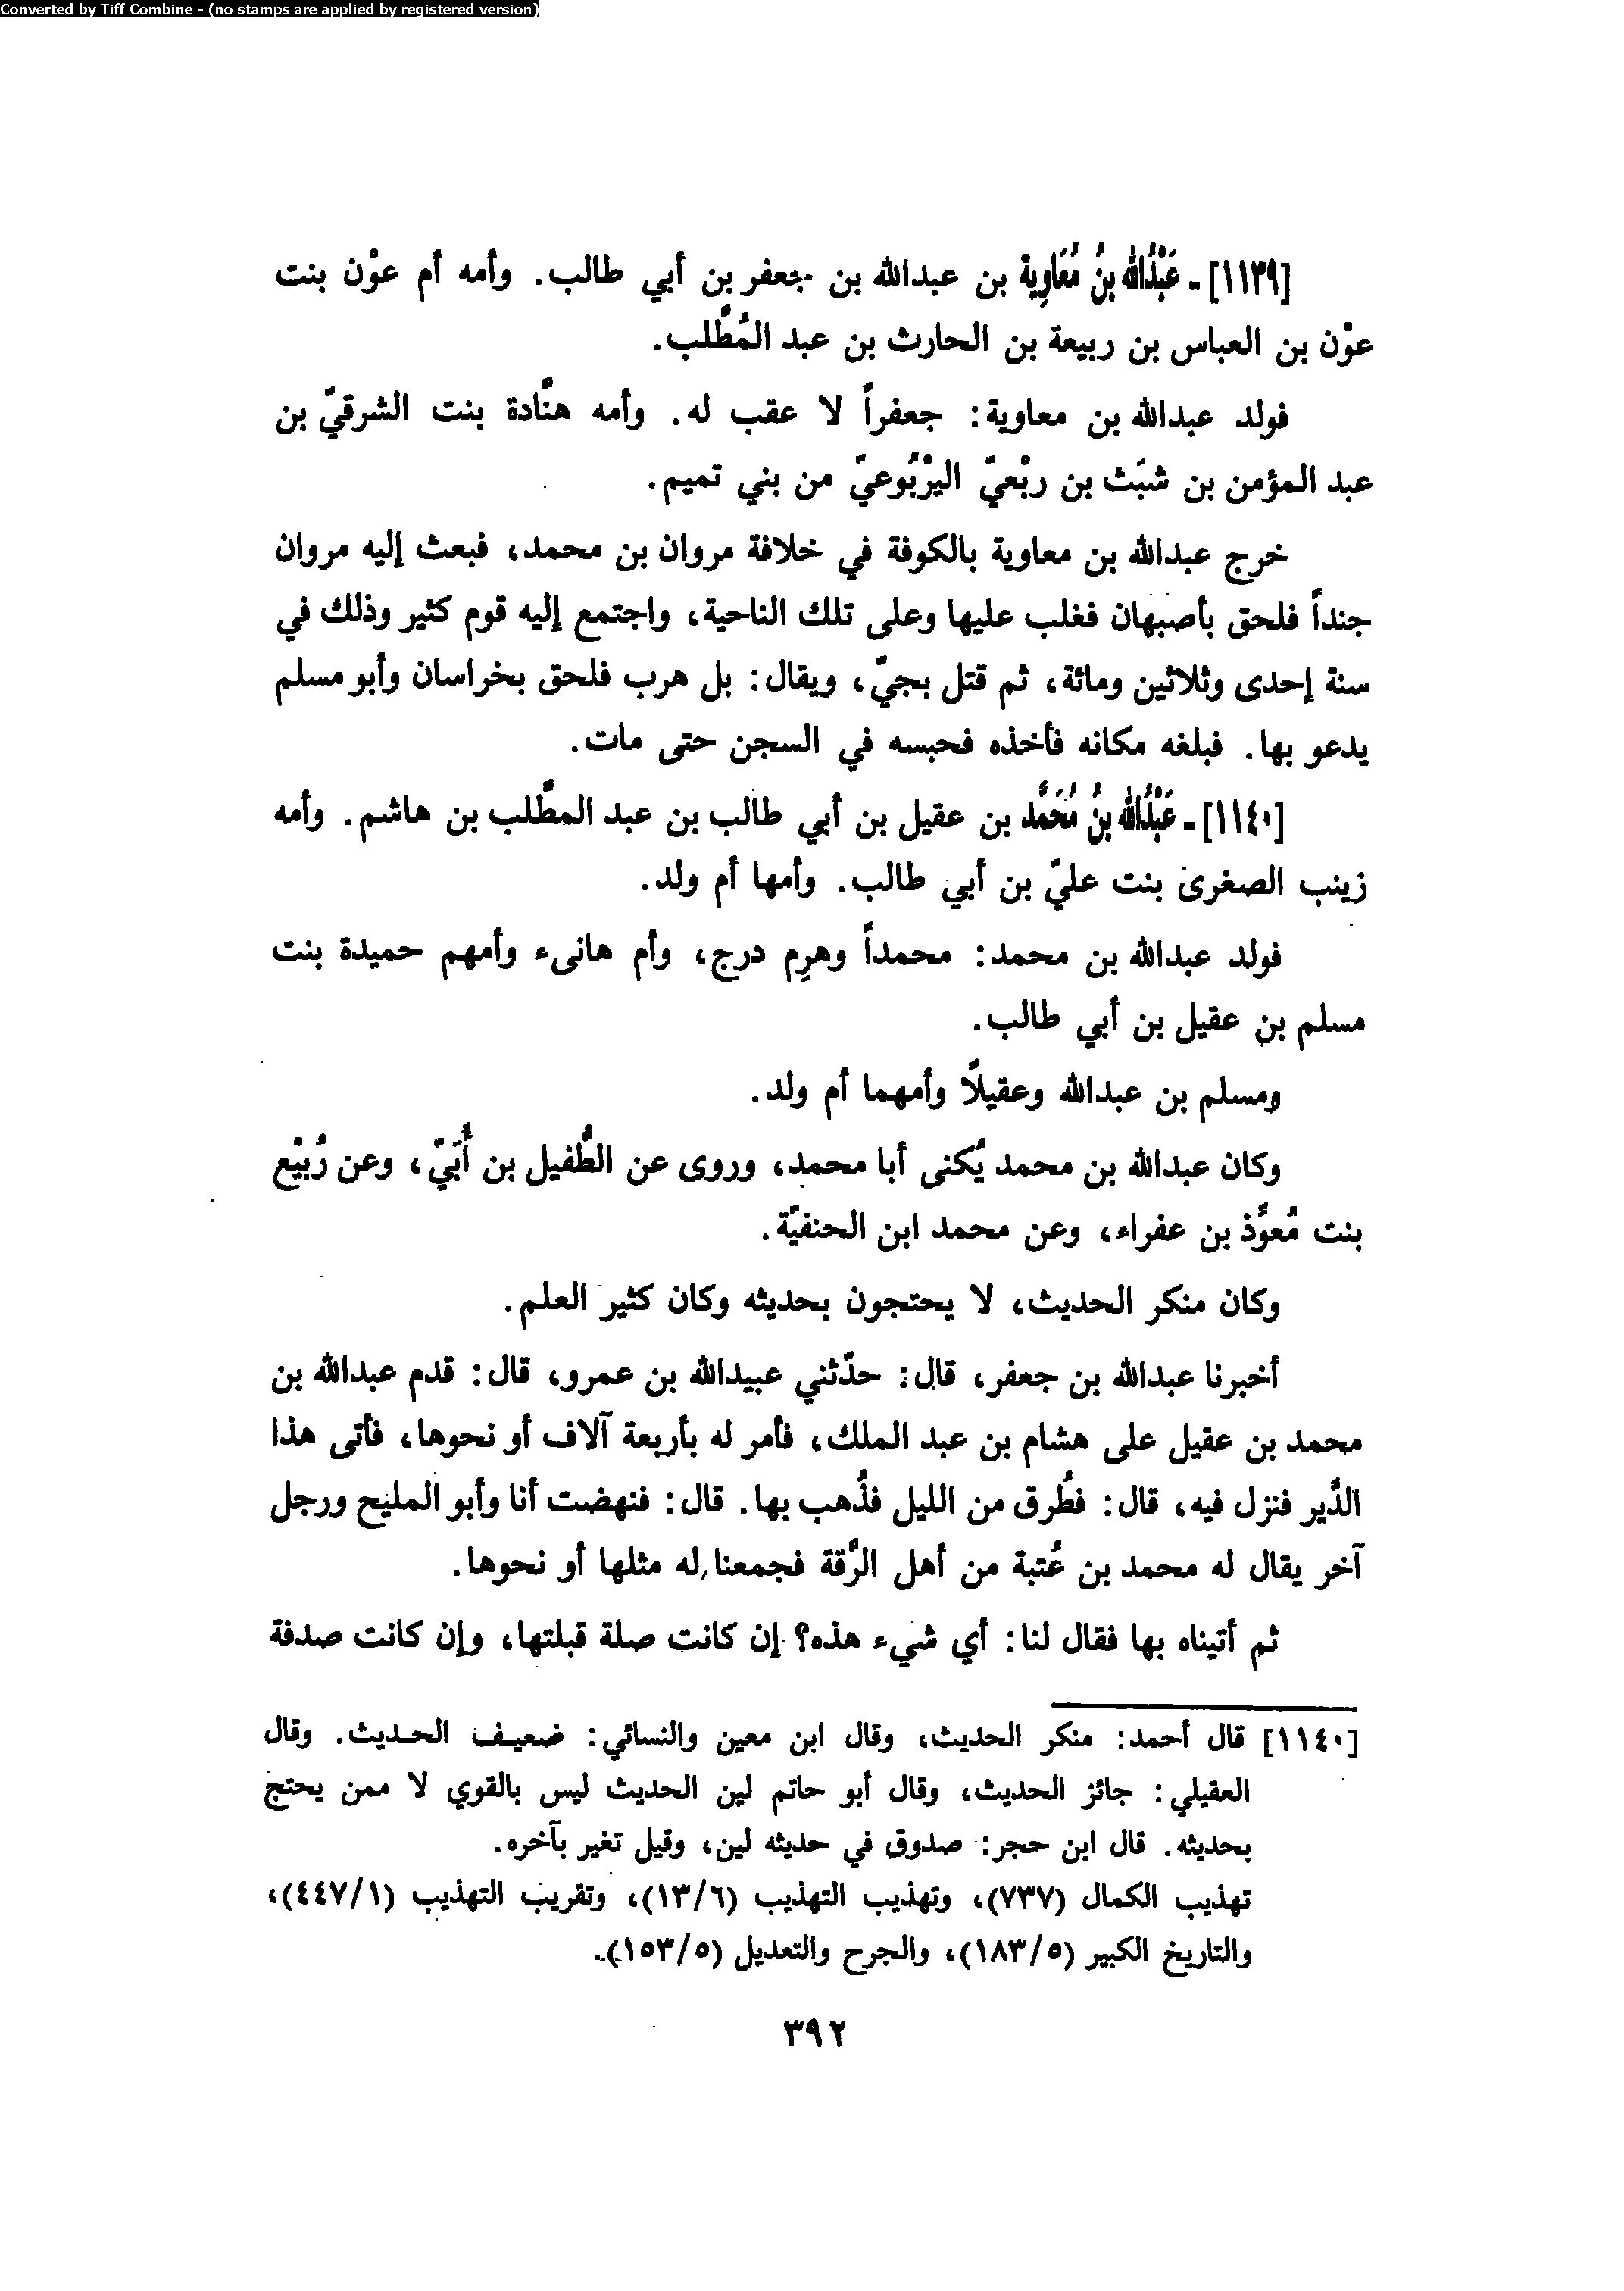 Converted by Tiff Combine - (no stamps are applied by registered version)
[١١٣٩] - عَبْدُالله بنُ مُعَاوِيةَ بن عبدالله بن جعفر بن أبي طالب. وأمه أم عوْن بنت
عوْن بن العباس بن ربيعة بن الحارث بن عبد المُطَّلب.
فولد عبدالله بن معاوية: جعفراً لا عقب له. وأمه هنَّادة بنت الشرقيّ بن
عبد المؤمن بن شبَث بن ربْعيّ اليرْبُوعيّ من بني تميم.
خرج عبدالله بن معاوية بالكوفة في خلافة مروان بن محمد، فبعث إليه مروان
جنداً فلحق بأصبهان فغلب عليها وعلى تلك الناحية، واجتمع إليه قوم كثير وذلك في
سنة إحدى وثلاثين ومائة، ثم قتل بجيّ، ويقال: بل هرب فلحق بخراسان وأبو مسلم
يدعو بها. فبلغه مكانه فأخذه فحبسه في السجن حتى مات.
[١١٤٠] - عَبْدُالله بنُ مُحَمَّد بن عقيل بن أبي طالب بن عبد المطَّلب بن هاشم. وأمه
زينب الصغرىٰ بنت عليّ بن أبي طالب. وأمها أم ولد.
فولد عبدالله بن محمد: محمداً وهرِم درج، وأم هانىء وأمهم حميدة بنت
مسلم بن عقيل بن أبي طالب.
ومسلم بن عبدالله وعقيلًا وأمهما أم ولد.
وكان عبدالله بن محمد يُكنى أبا محمد، وروى عن الطُّفيل بن أُبَيّ، وعن رُبيْع
بنت مُعوَّذ بن عفراء، وعن محمد ابن الحنفيّة.
وكان منكر الحديث، لا يحتجون بحديثه وكان كثير العلم.
أخبرنا عبدالله بن جعفر، قال: حدّثني عبيدالله بن عمرو، قال: قدم عبدالله بن
محمد بن عقيل على هشام بن عبد الملك، فأمر له بأربعة آلاف أو نحوها، فأتى هذا
الدَّير فنزل فيه، قال: فطُرق من الليل فذُهب بها. قال: فنهضت أنا وأبو المليح ورجل
آخر يقال له محمد بن عُتبة من أهل الرَّقة فجمعنا له مثلها أو نحوها.
ثم أتيناه بها فقال لنا: أي شيء هذه؟ إن كانت صلة قبلتها، وإن كانت صدقة
[١١٤٠] قال أحمد: منكر الحديث، وقال ابن معين والنسائي: ضعيف الحديث. وقال
العقيلي: جائز الحديث، وقال أبو حاتم لين الحديث ليس بالقوي لا ممن يحتج
بحديثه. قال ابن حجر: صدوق في حديثه لين، وقيل تغير بآخره.
تهذيب الكمال (٧٣٧)، وتهذيب التهذيب (١٣/٦)، وتقريب التهذيب (٤٤٧/١)،
والتاريخ الكبير (١٨٣/٥)، والجرح والتعديل (١٥٣/٥).
٣٩٢